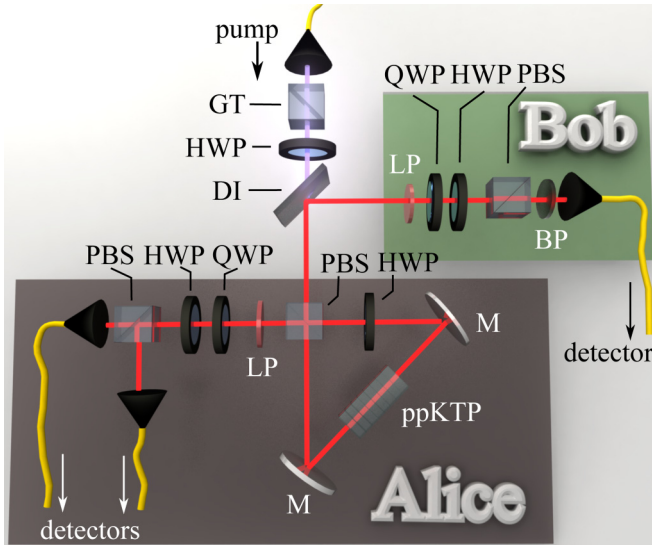 pump
GT
HWP
DI
QWP HWP PBS
Bob
LP
BP
detector
PBS HWP QWP
PBS HWP
M
LP
ppKTP
M
Alice
detectors